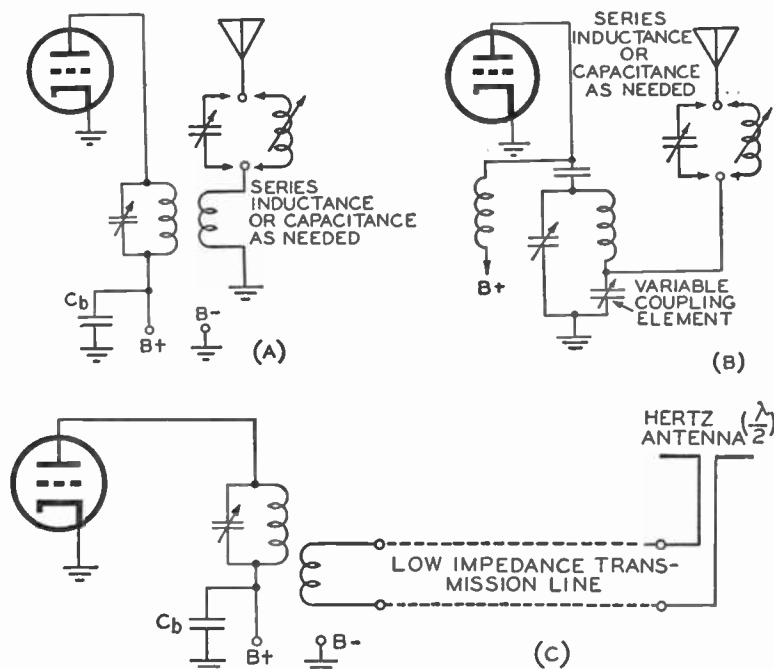 SERIES
INDUCTANCE
OR
CAPACITANCE
AS NEEDED
SERIES
INDUCTANCE
OR CAPACITANCE
AS NEEDED
Cb
B+
B-
(A)
B+
VARIABLE
COUPLING
ELEMENT
(B)
HERTZ
ANTENNA (λ/2)
LOW IMPEDANCE TRANS-
MISSION LINE
Cb
B+
B-
(C)